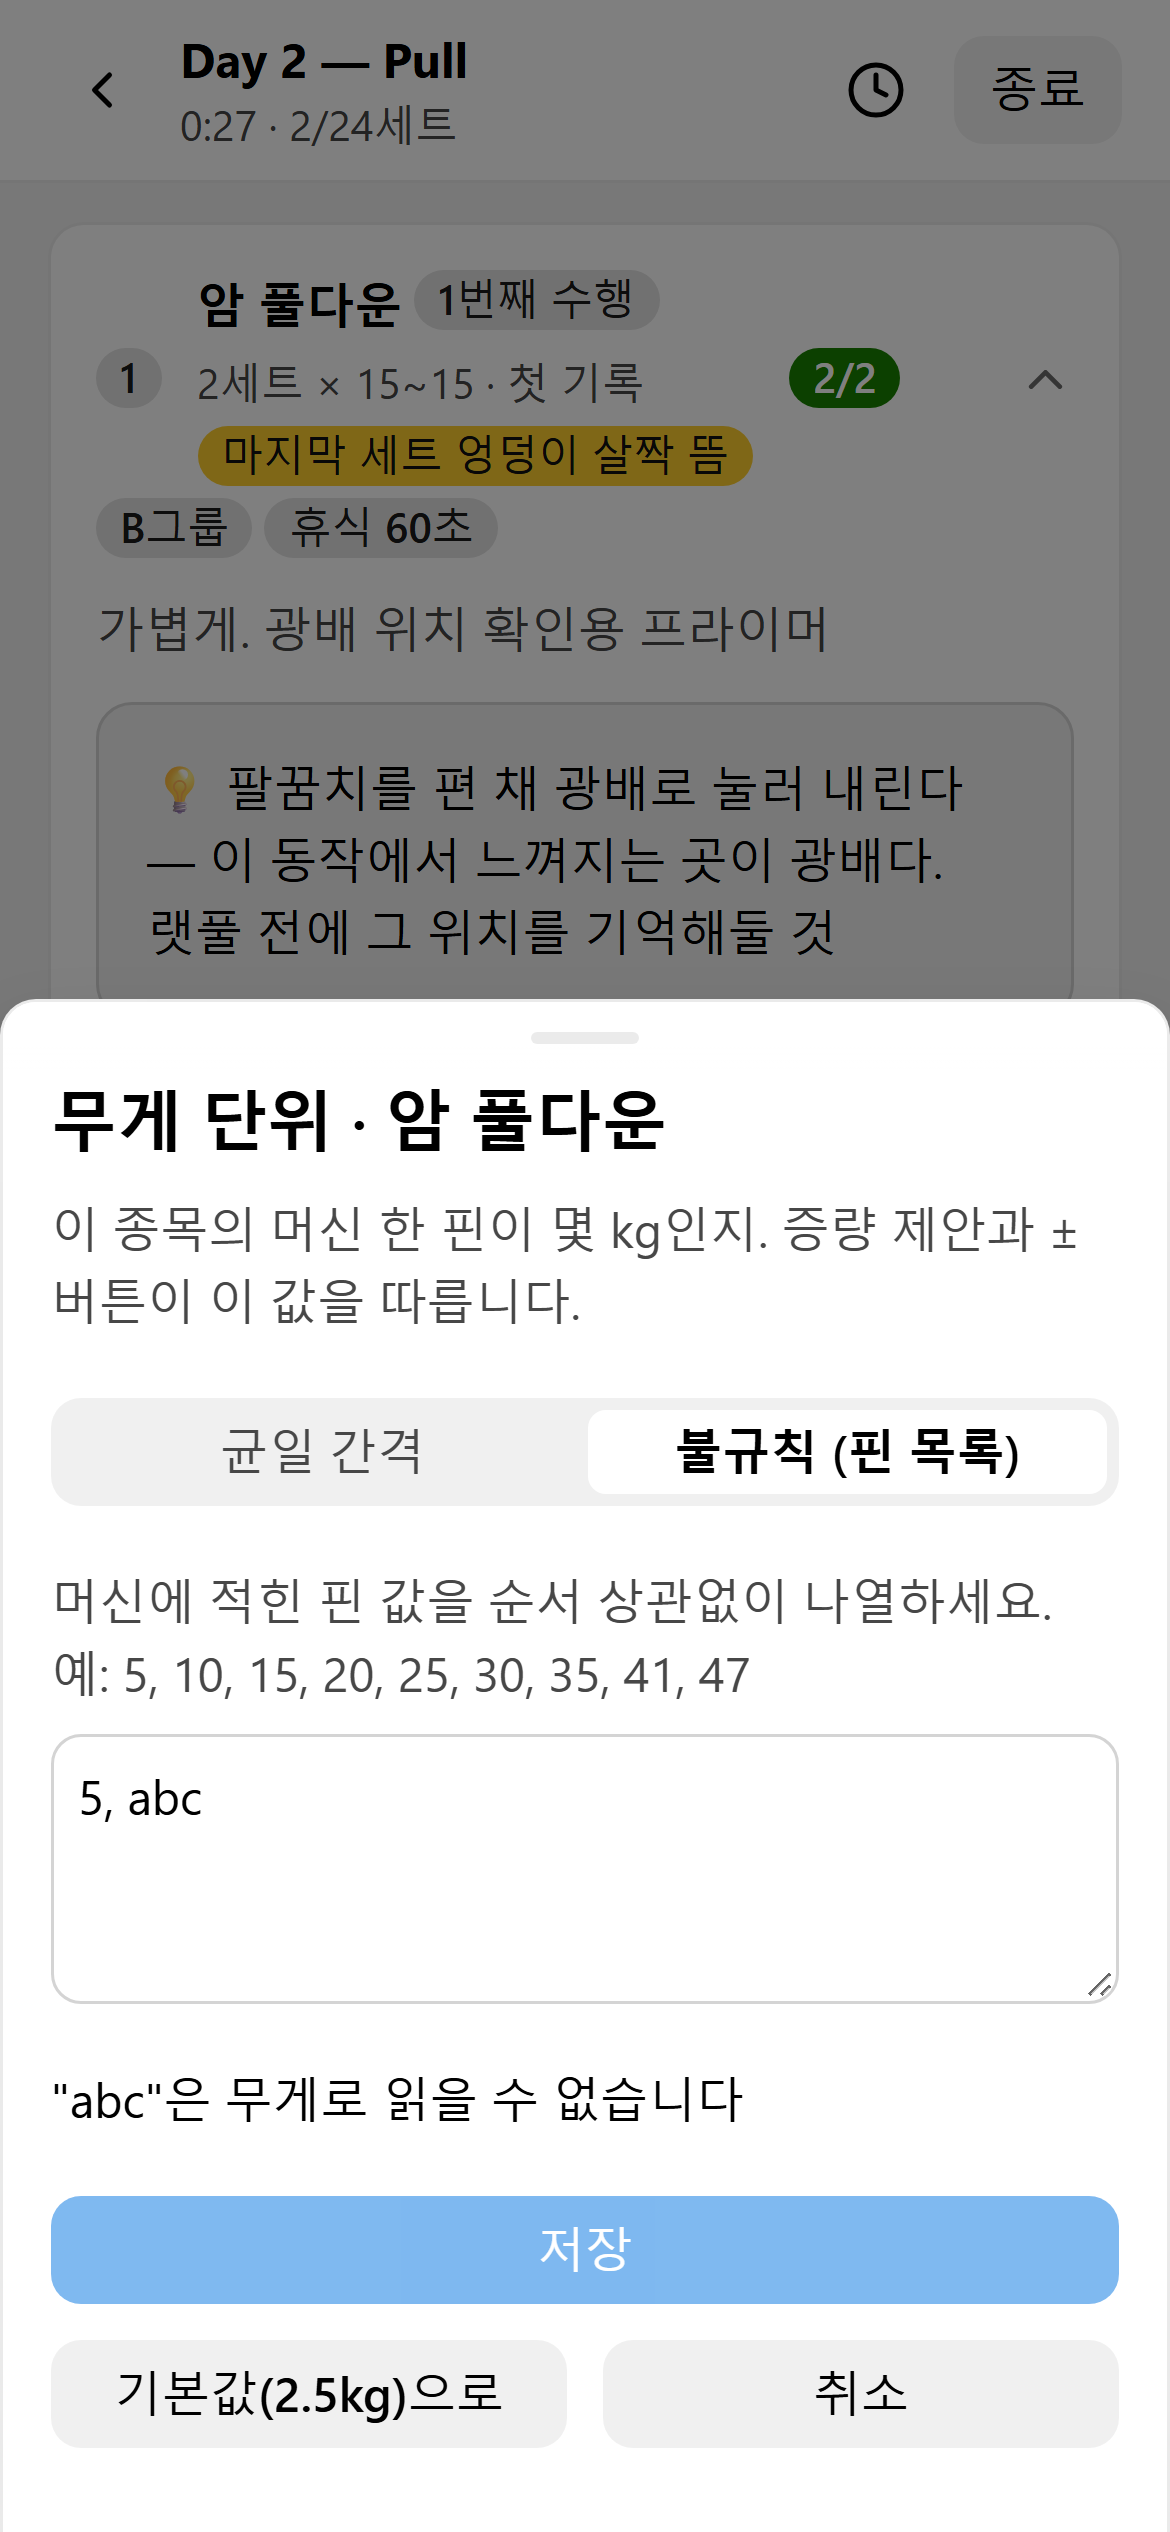 Day 2 — Pull
0:27 · 2/24세트
종료
암 풀다운 1번째 수행
1
2세트 × 15~15 · 첫 기록
2/2
마지막 세트 엉덩이 살짝 뜸
B그룹 휴식 60초
가볍게. 광배 위치 확인용 프라이머
💡 팔꿈치를 편 채 광배로 눌러 내린다
— 이 동작에서 느껴지는 곳이 광배다.
랫풀 전에 그 위치를 기억해둘 것
무게 단위 · 암 풀다운
이 종목의 머신 한 핀이 몇 kg인지. 증량 제안과 ±
버튼이 이 값을 따릅니다.
균일 간격
불규칙 (핀 목록)
머신에 적힌 핀 값을 순서 상관없이 나열하세요.
예: 5, 10, 15, 20, 25, 30, 35, 41, 47
5, abc
"abc"은 무게로 읽을 수 없습니다
저장
기본값(2.5kg)으로
취소